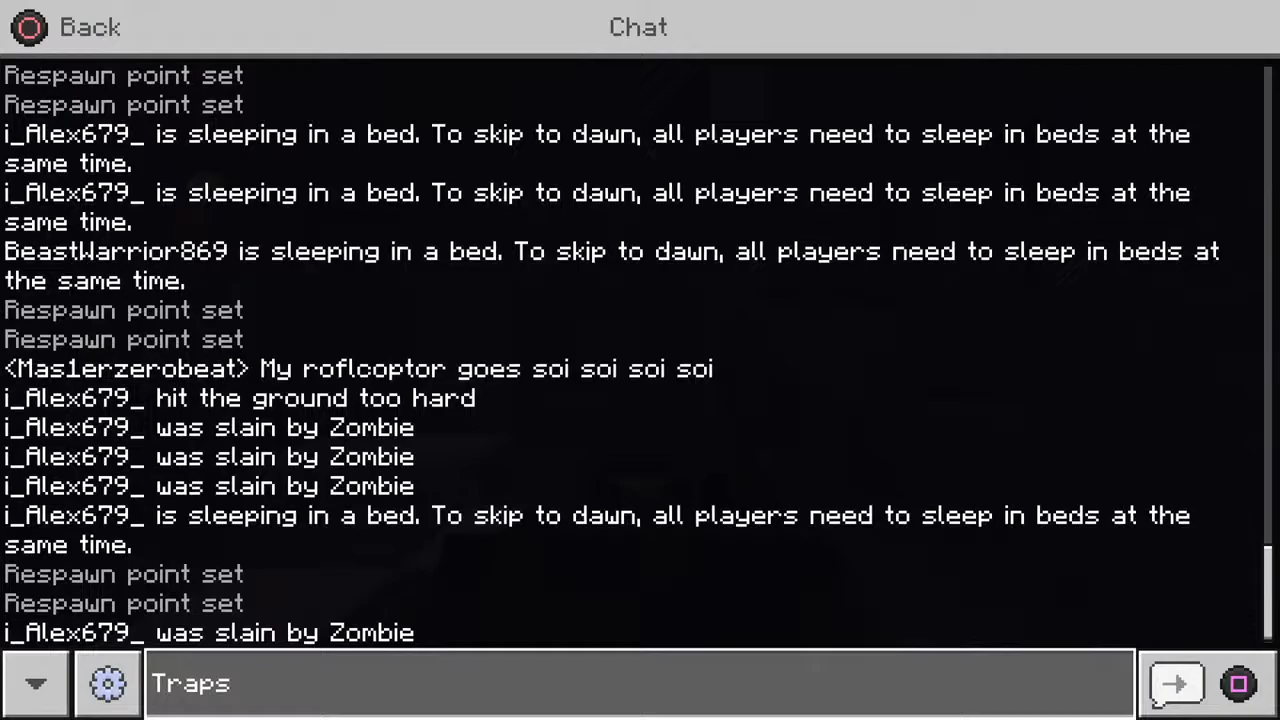 Back
Chat
Respawn point set
Respawn point set
i_Alex679_ is sleeping in a bed. To skip to dawn, all players need to sleep in beds at the
same time.
i_Alex679_ is sleeping in a bed. To skip to dawn, all players need to sleep in beds at the
same time.
BeastWarrior869 is sleeping in a bed. To skip to dawn, all players need to sleep in beds at
the same time.
Respawn point set
Respawn point set
<Mas1erzerobeat> My roflcoptor goes soi soi soi soi
i_Alex679_ hit the ground too hard
i_Alex679_ was slain by Zombie
i_Alex679_ was slain by Zombie
i_Alex679_ was slain by Zombie
i_Alex679_ is sleeping in a bed. To skip to dawn, all players need to sleep in beds at the
same time.
Respawn point set
Respawn point set
i_Alex679_ was slain by Zombie
Traps